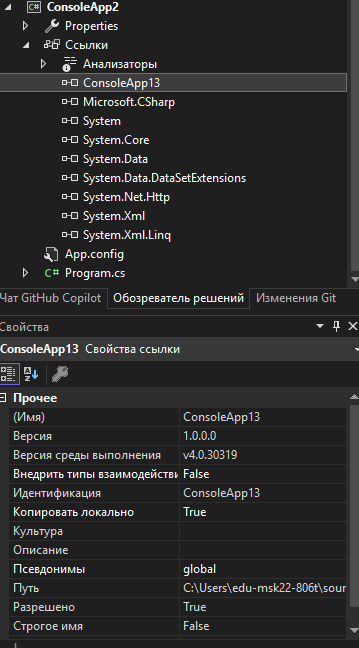 ConsoleApp2
Properties
Ссылки
Анализаторы
ConsoleApp13
Microsoft.CSharp
System
System.Core
System.Data
System.Data.DataSetExtensions
System.Net.Http
System.Xml
System.Xml.Linq
App.config
Program.cs
Чат GitHub Copilot Обозреватель решений Изменения Git
Свойства
ConsoleApp13 Свойства ссылки
Прочее
(Имя) ConsoleApp13
Версия 1.0.0.0
Версия среды выполнения v4.0.30319
Внедрить типы взаимодействи False
Идентификация ConsoleApp13
Копировать локально True
Культура
Описание
Псевдонимы global
Путь C:\Users\edu-msk22-806t\sour
Разрешено True
Строгое имя False